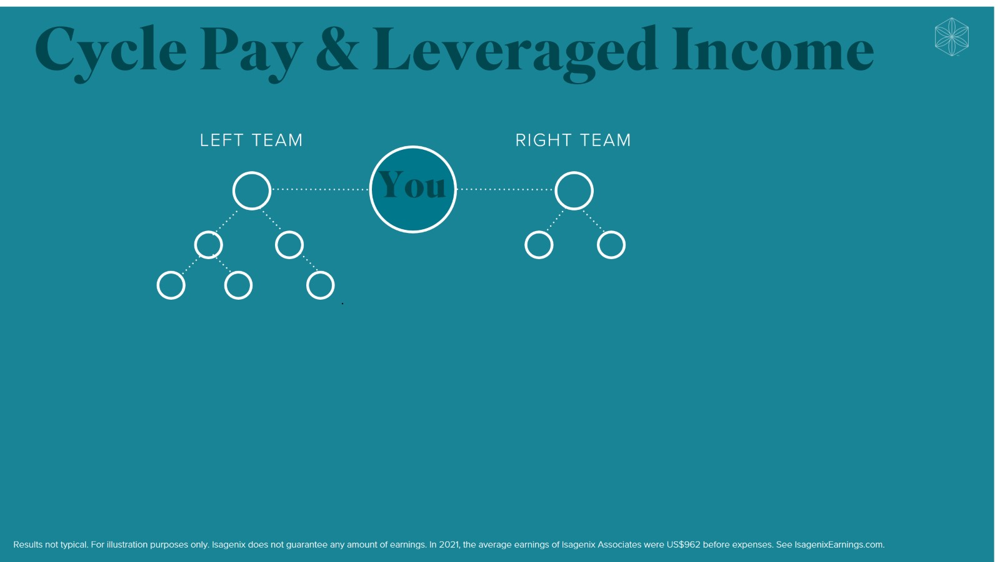 Cycle Pay & Leveraged Income
LEFT TEAM
RIGHT TEAM
You
Results not typical. For illustration purposes only. Isagenix does not guarantee any amount of earnings. In 2021, the average earnings of Isagenix Associates were US$962 before expenses. See IsagenixEarnings.com.